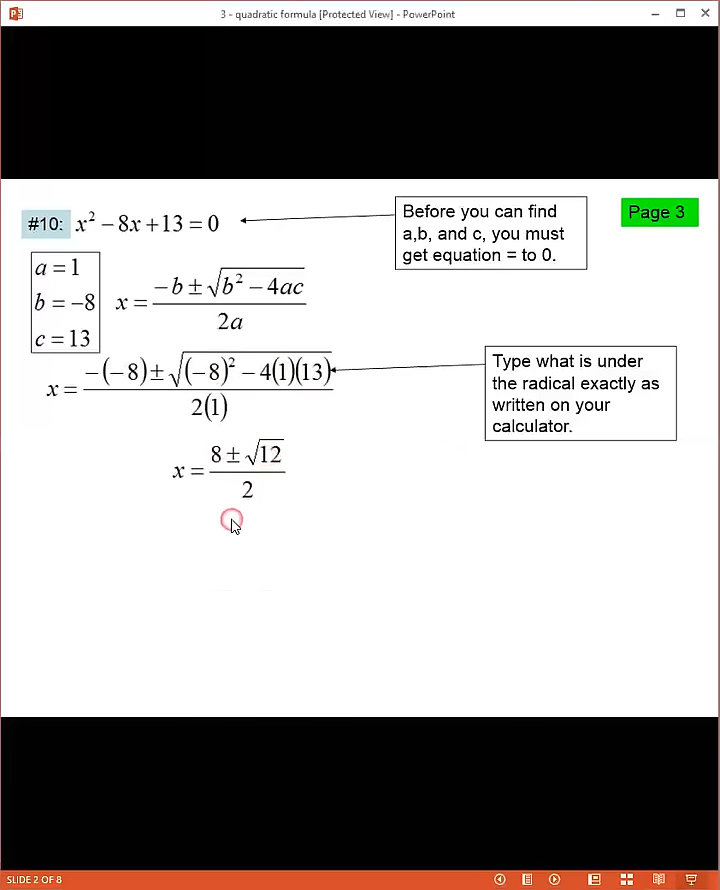 3 - quadratic formula [Protected View] - PowerPoint
#10: x² − 8x + 13 = 0
Before you can find
a,b, and c, you must
get equation = to 0.
Page 3
a = 1
b = −8
c = 13
x = (−b ± √(b² − 4ac)) / 2a
x = (−(−8) ± √((−8)² − 4(1)(13))) / 2(1)
Type what is under
the radical exactly as
written on your
calculator.
x = (8 ± √12) / 2
SLIDE 2 OF 8